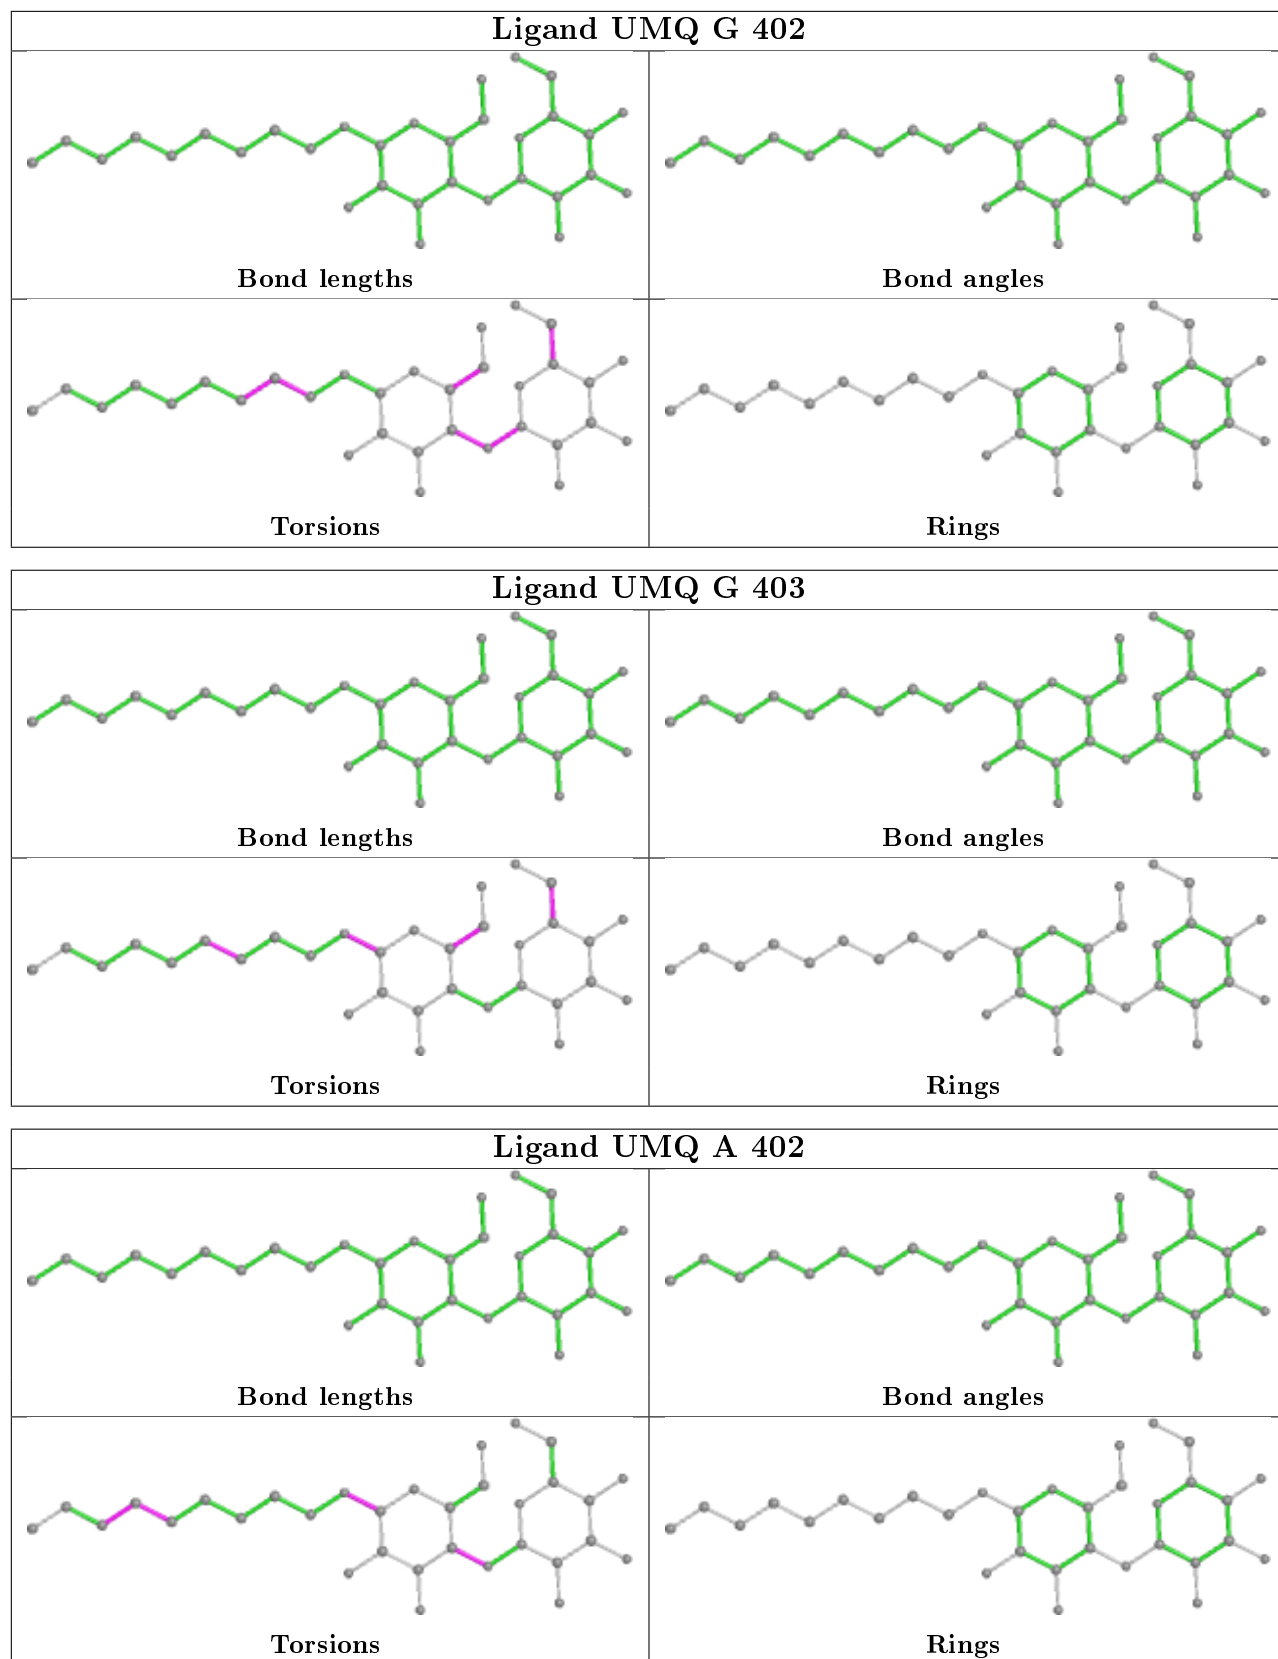 Ligand UMQ G 402
Bond lengths
Bond angles
Torsions
Rings
Ligand UMQ G 403
Bond lengths
Bond angles
Torsions
Rings
Ligand UMQ A 402
Bond lengths
Bond angles
Torsions
Rings